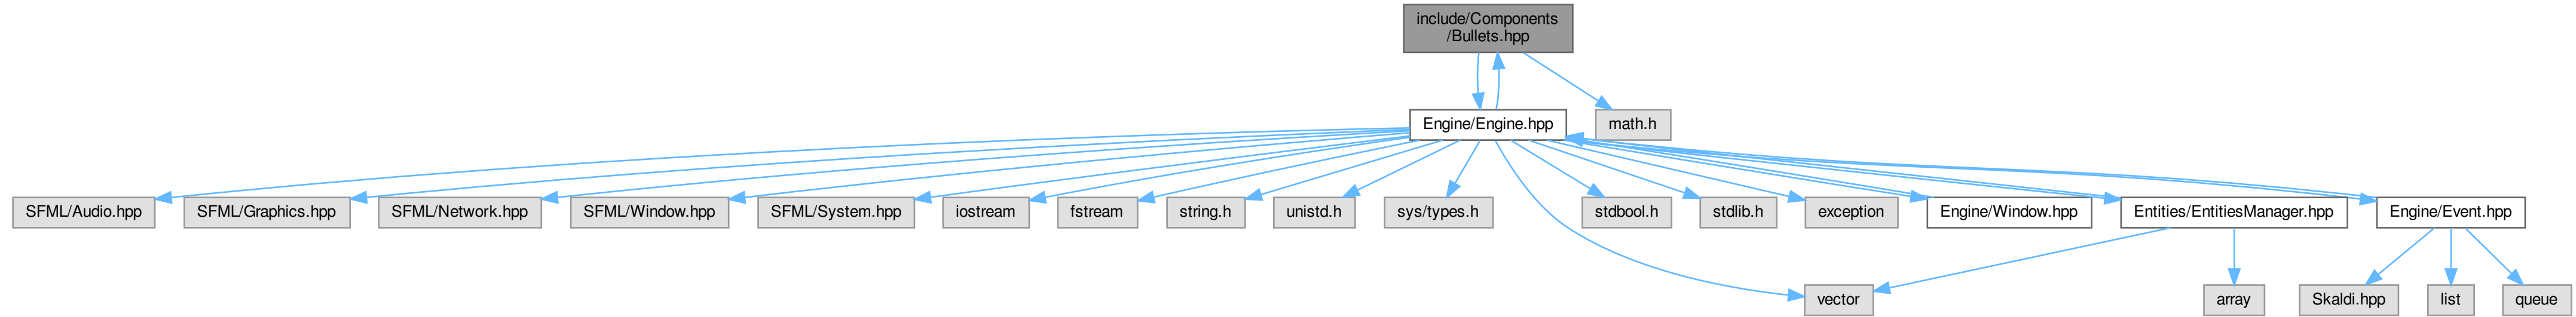 include/Components
/Bullets.hpp
Engine/Engine.hpp
math.h
SFML/Audio.hpp
SFML/Graphics.hpp
SFML/Network.hpp
SFML/Window.hpp
SFML/System.hpp
iostream
fstream
string.h
unistd.h
sys/types.h
stdbool.h
stdlib.h
exception
Engine/Window.hpp
Entities/EntitiesManager.hpp
Engine/Event.hpp
vector
array
Skaldi.hpp
list
queue